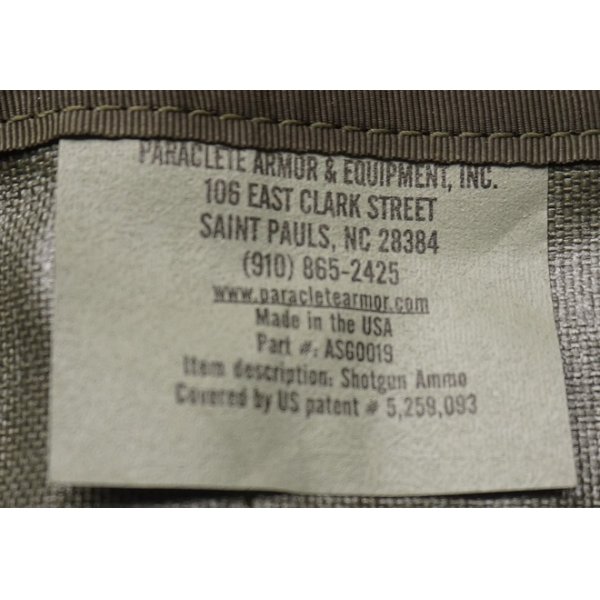 PARACLETE ARMOR & EQUIPMENT, INC.
106 EAST CLARK STREET
SAINT PAULS, NC 28384
(910) 865-2425
www.paracletearmor.com
Made in the USA
Part #: ASG0019
Item description: Shotgun Ammo
Covered by US patent # 5,259,093